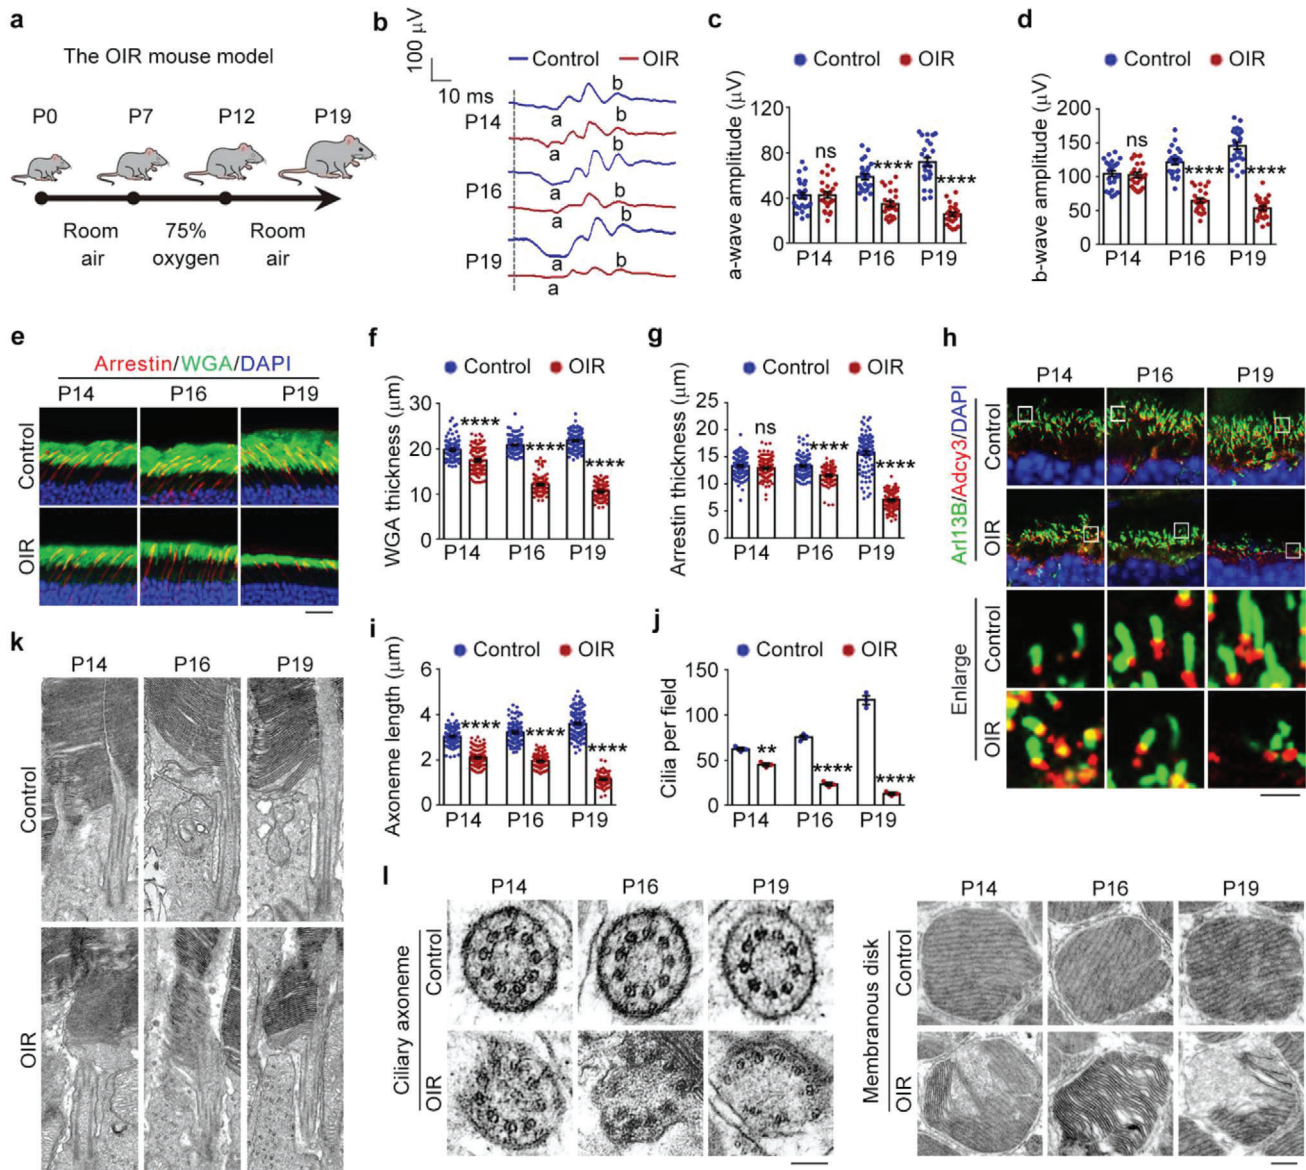 a
The OIR mouse model
P0 P7 P12 P19
Room air 75% oxygen Room air
b
100 µV
10 ms
Control OIR
P14
P16
P19
a b
a b
a b
a b
a b
a b
c
Control OIR
a-wave amplitude (µV)
120
80
40
0
ns **** ****
P14 P16 P19
d
Control OIR
b-wave amplitude (µV)
200
150
100
50
0
ns **** ****
P14 P16 P19
e
Arrestin/WGA/DAPI
P14 P16 P19
Control
OIR
f
Control OIR
WGA thickness (µm)
30
20
10
0
**** **** ****
P14 P16 P19
g
Control OIR
Arrestin thickness (µm)
25
20
15
10
5
0
ns **** ****
P14 P16 P19
h
Arl13B/Adcy3/DAPI
P14 P16 P19
Control
OIR
Enlarge
Control
OIR
i
Control OIR
Axoneme length (µm)
6
4
2
0
**** **** ****
P14 P16 P19
j
Control OIR
Cilia per field
150
100
50
0
** **** ****
P14 P16 P19
k
P14 P16 P19
Control
OIR
l
P14 P16 P19
Ciliary axoneme
Control
OIR
P14 P16 P19
Membranous disk
Control
OIR